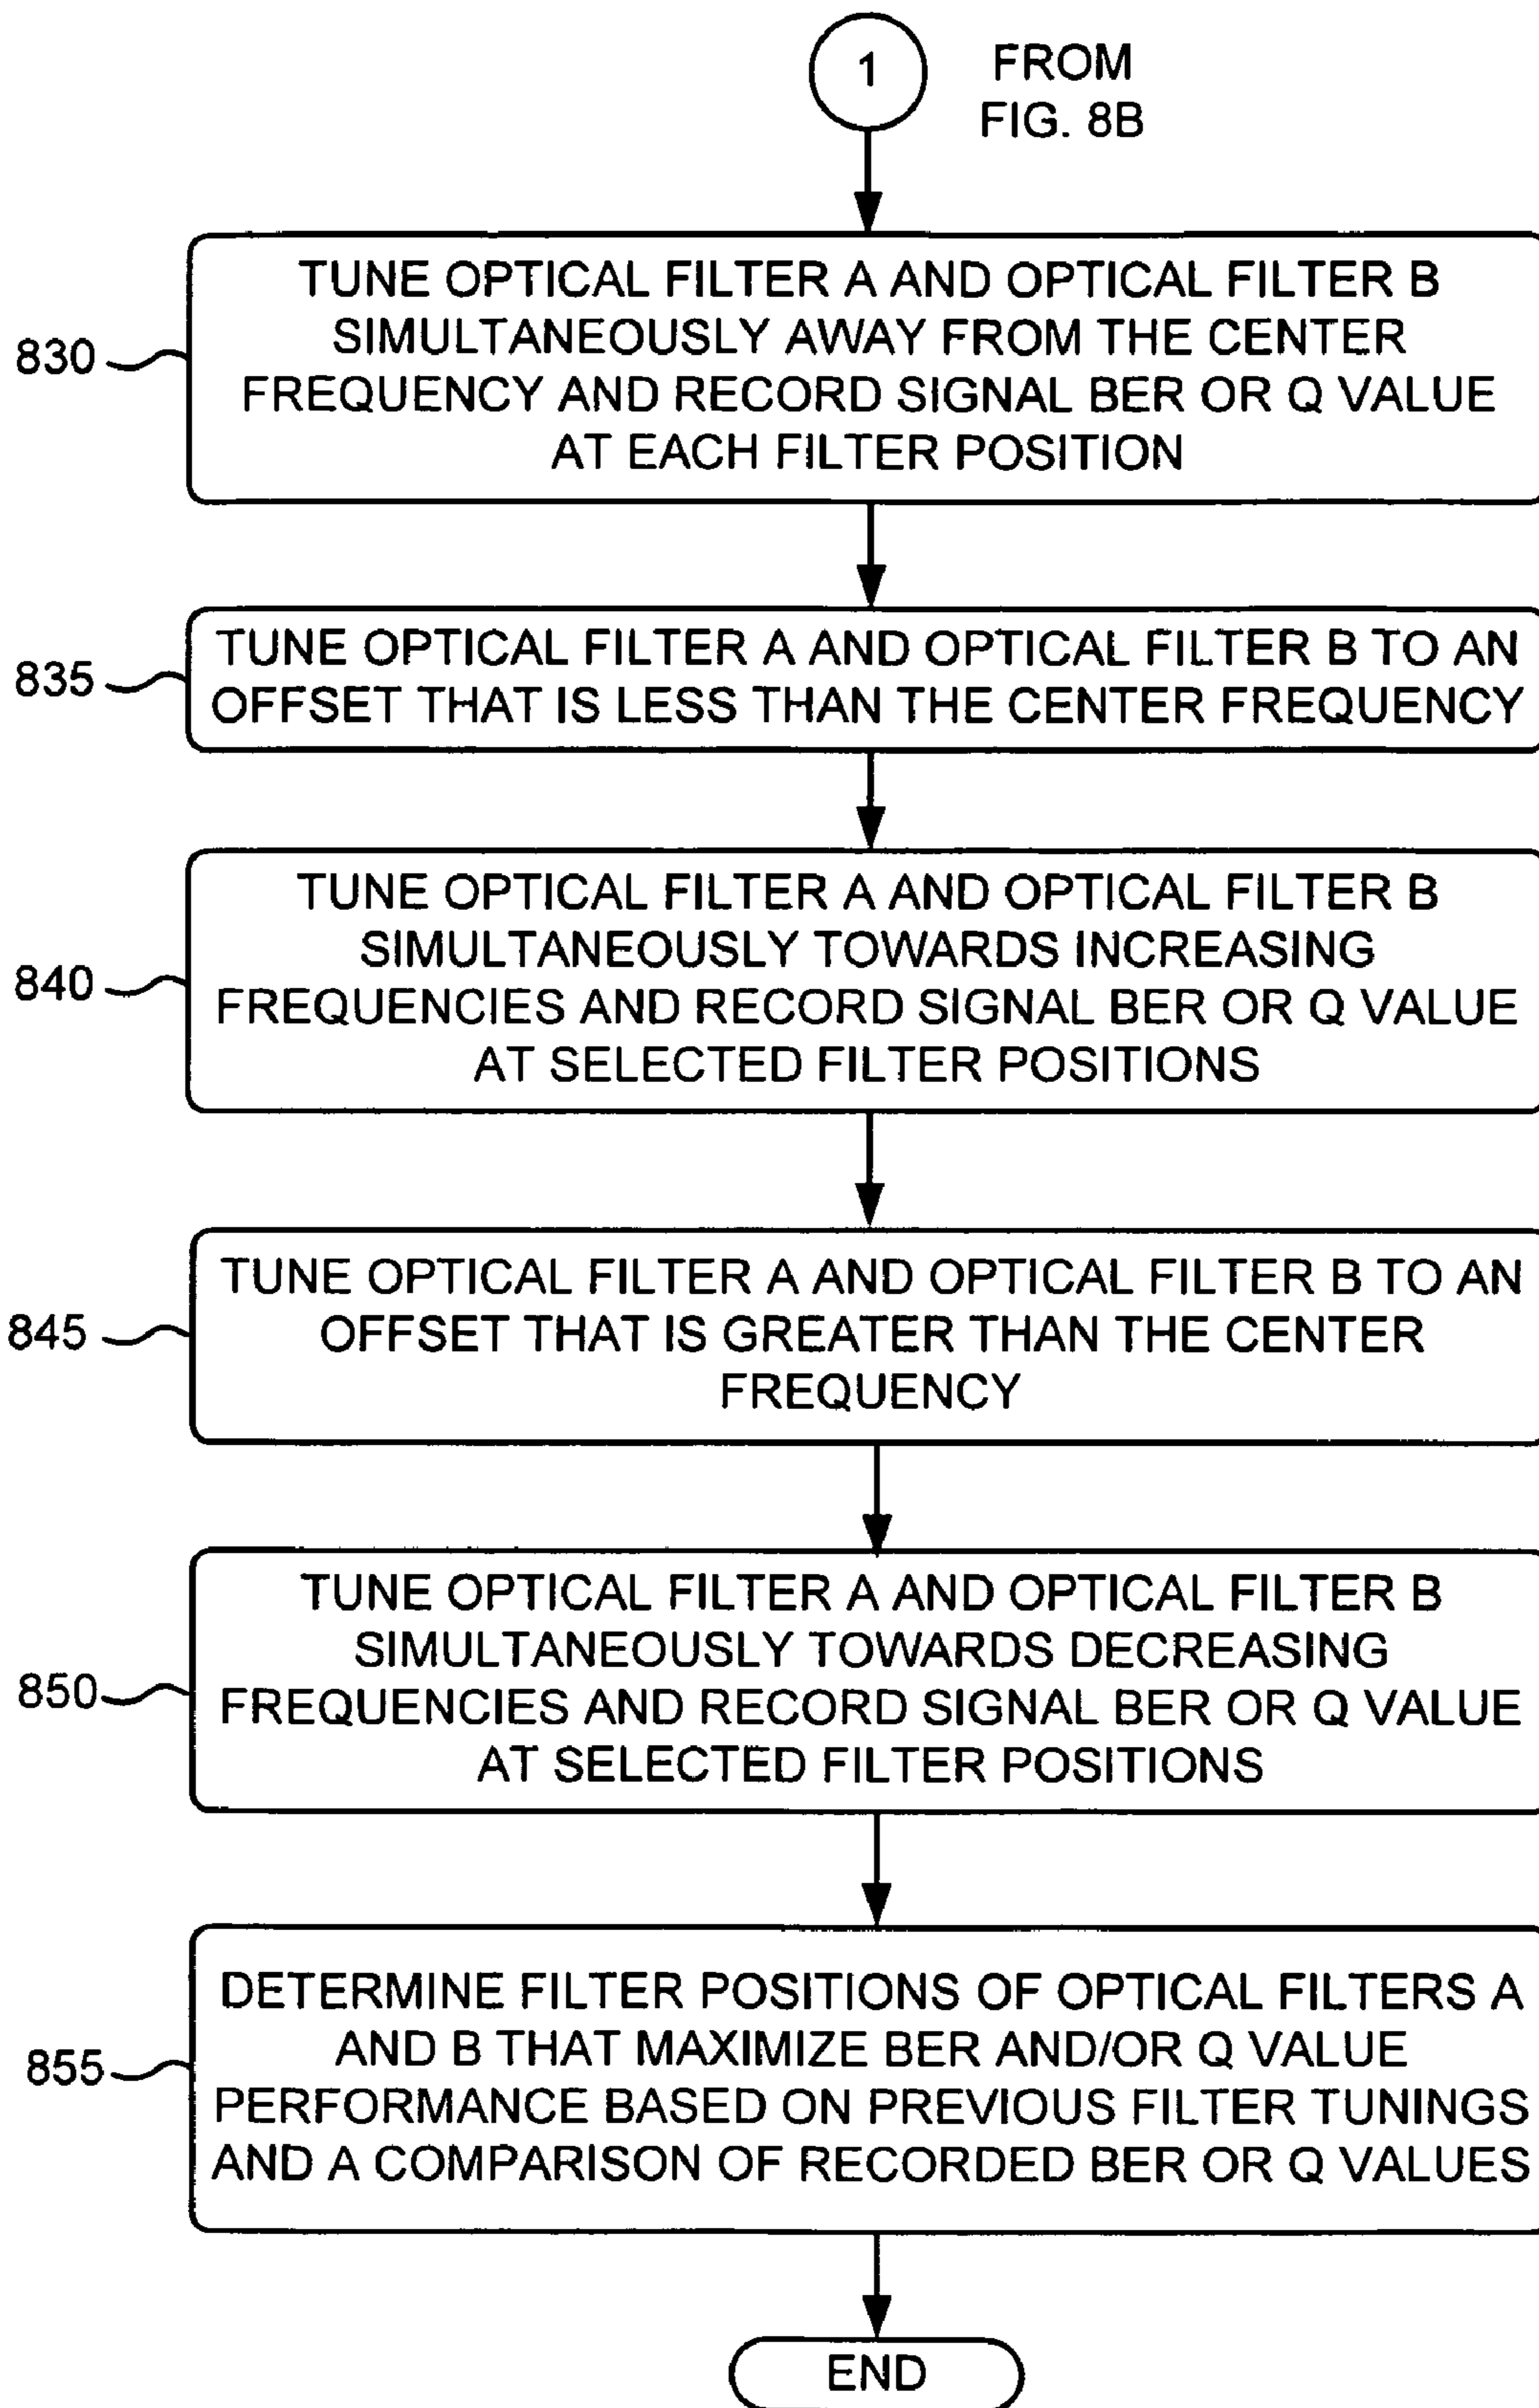 1
FROM
FIG. 8B
830
TUNE OPTICAL FILTER A AND OPTICAL FILTER B
SIMULTANEOUSLY AWAY FROM THE CENTER
FREQUENCY AND RECORD SIGNAL BER OR Q VALUE
AT EACH FILTER POSITION
835
TUNE OPTICAL FILTER A AND OPTICAL FILTER B TO AN
OFFSET THAT IS LESS THAN THE CENTER FREQUENCY
840
TUNE OPTICAL FILTER A AND OPTICAL FILTER B
SIMULTANEOUSLY TOWARDS INCREASING
FREQUENCIES AND RECORD SIGNAL BER OR Q VALUE
AT SELECTED FILTER POSITIONS
845
TUNE OPTICAL FILTER A AND OPTICAL FILTER B TO AN
OFFSET THAT IS GREATER THAN THE CENTER
FREQUENCY
850
TUNE OPTICAL FILTER A AND OPTICAL FILTER B
SIMULTANEOUSLY TOWARDS DECREASING
FREQUENCIES AND RECORD SIGNAL BER OR Q VALUE
AT SELECTED FILTER POSITIONS
855
DETERMINE FILTER POSITIONS OF OPTICAL FILTERS A
AND B THAT MAXIMIZE BER AND/OR Q VALUE
PERFORMANCE BASED ON PREVIOUS FILTER TUNINGS
AND A COMPARISON OF RECORDED BER OR Q VALUES
END